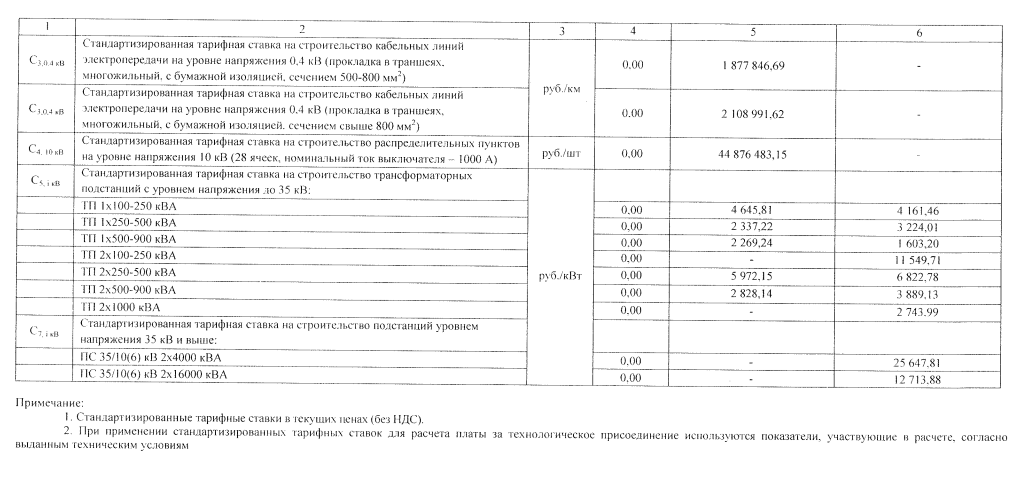 1 2 3 4 5 6
С3,0.4 кВ Стандартизированная тарифная ставка на строительство кабельных линий
электропередачи на уровне напряжения 0,4 кВ (прокладка в траншеях,
многожильный, с бумажной изоляцией, сечением 500-800 мм²) руб./км 0,00 1 877 846,69 -
С3,0.4 кВ Стандартизированная тарифная ставка на строительство кабельных линий
электропередачи на уровне напряжения 0.4 кВ (прокладка в траншеях,
многожильный, с бумажной изоляцией. сечением свыше 800 мм²) 0.00 2 108 991,62 -
С4, 10 кВ Стандартизированная тарифная ставка на строительство распределительных пунктов
на уровне напряжения 10 кВ (28 ячеек, номинальный ток выключателя – 1000 А) руб./шт 0,00 44 876 483,15 -
С5, i кВ Стандартизированная тарифная ставка на строительство трансформаторных
подстанций с уровнем напряжения до 35 кВ:
ТП 1х100-250 кВА 0,00 4 645,81 4 161,46
ТП 1х250-500 кВА 0,00 2 337,22 3 224,01
ТП 1х500-900 кВА 0,00 2 269,24 1 603,20
ТП 2х100-250 кВА 0.00 - 11 549,71
ТП 2х250-500 кВА руб./кВт 0,00 5 972,15 6 822,78
ТП 2х500-900 кВА 0,00 2 828,14 3 889,13
ТП 2х1000 кВА 0,00 - 2 743.99
С7, i кВ Стандартизированная тарифная ставка на строительство подстанций уровнем
напряжения 35 кВ и выше:
ПС 35/10(6) кВ 2х4000 кВА 0,00 - 25 647,81
ПС 35/10(6) кВ 2х16000 кВА 0,00 - 12 713,88
Примечание:
1. Стандартизированные тарифные ставки в текущих ценах (без НДС).
2. При применении стандартизированных тарифных ставок для расчета платы за технологическое присоединение используются показатели, участвующие в расчете, согласно
выданным техническим условиям